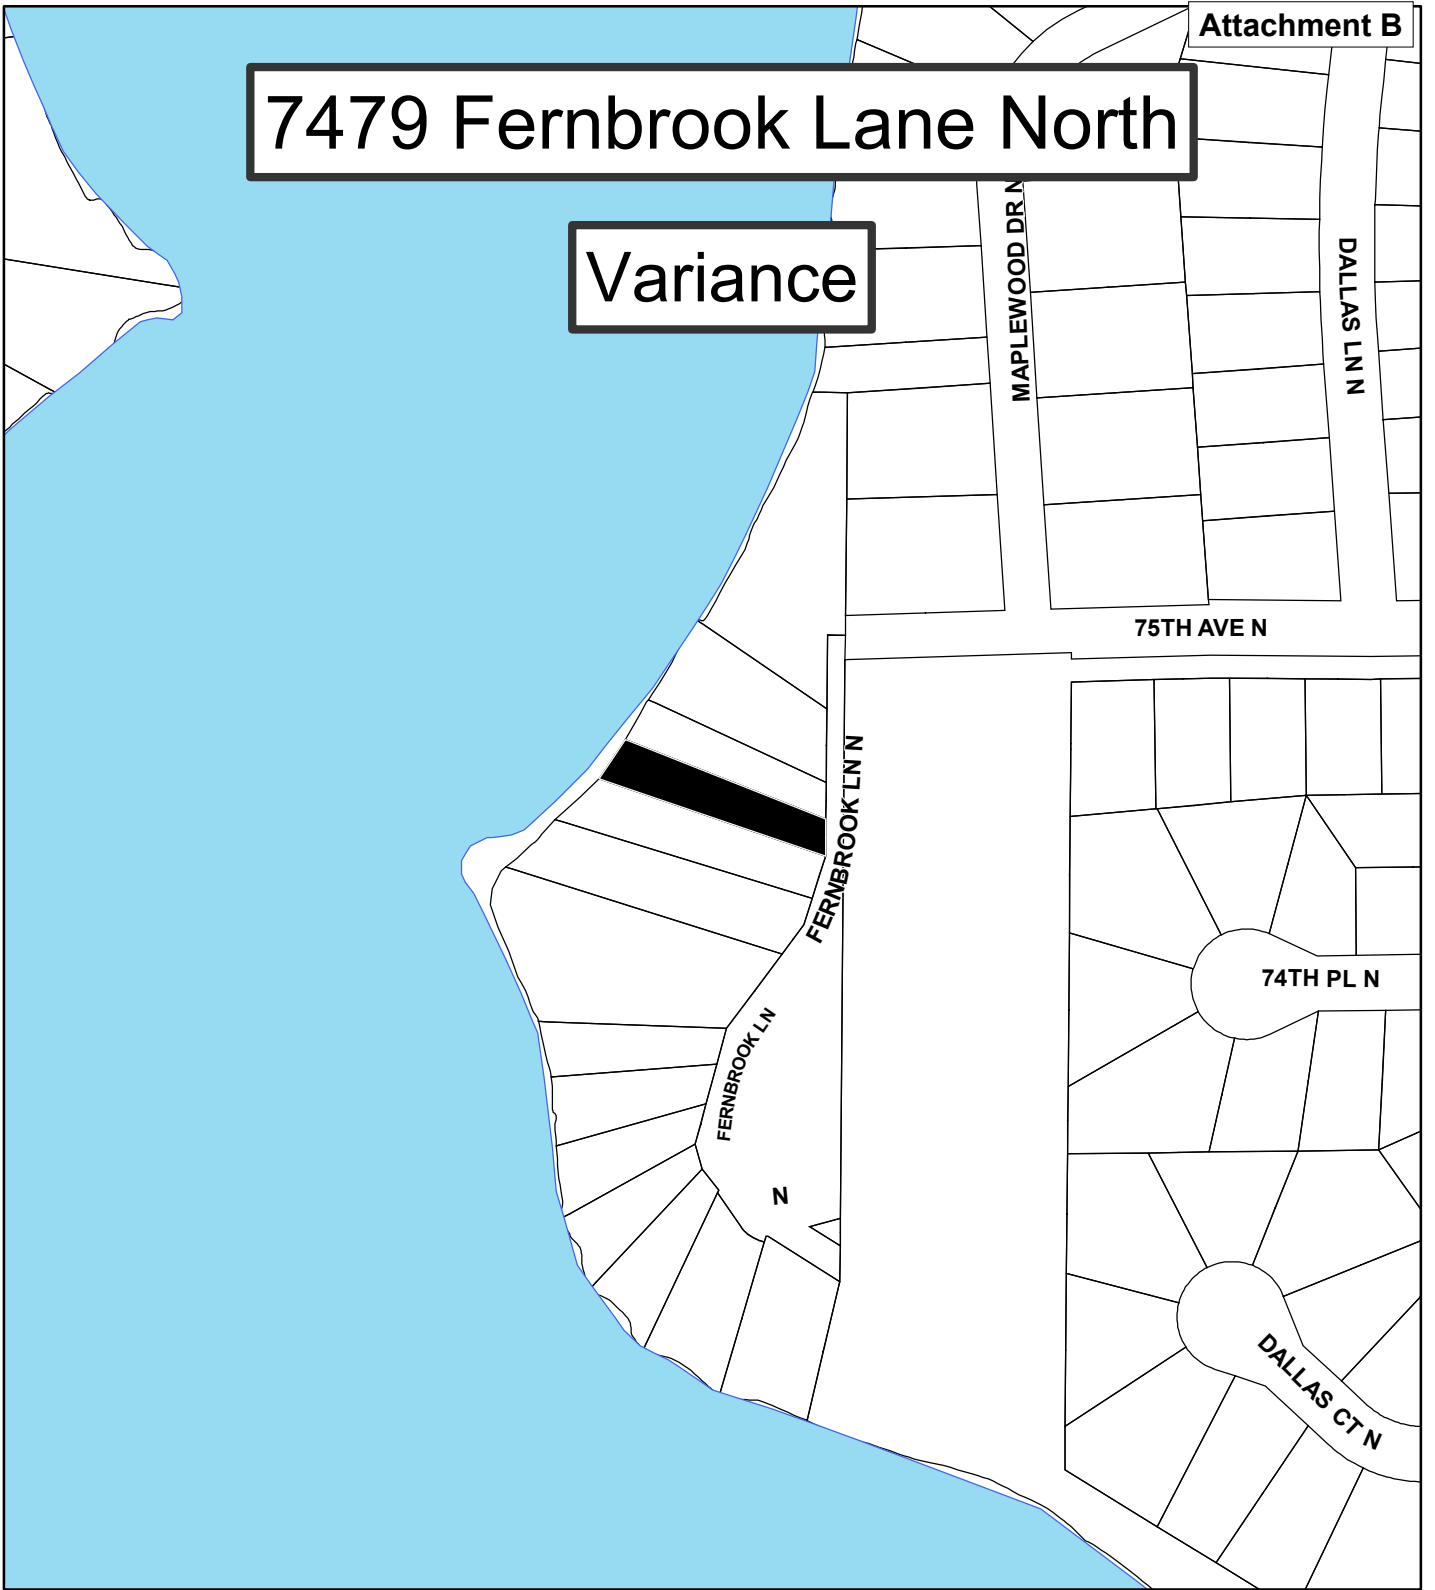 Attachment B
7479 Fernbrook Lane North
Variance
MAPLEWOOD DR N
DALLAS LN N
75TH AVE N
FERNBROOK LN N
74TH PL N
FERNBROOK LN
N
DALLAS CT N